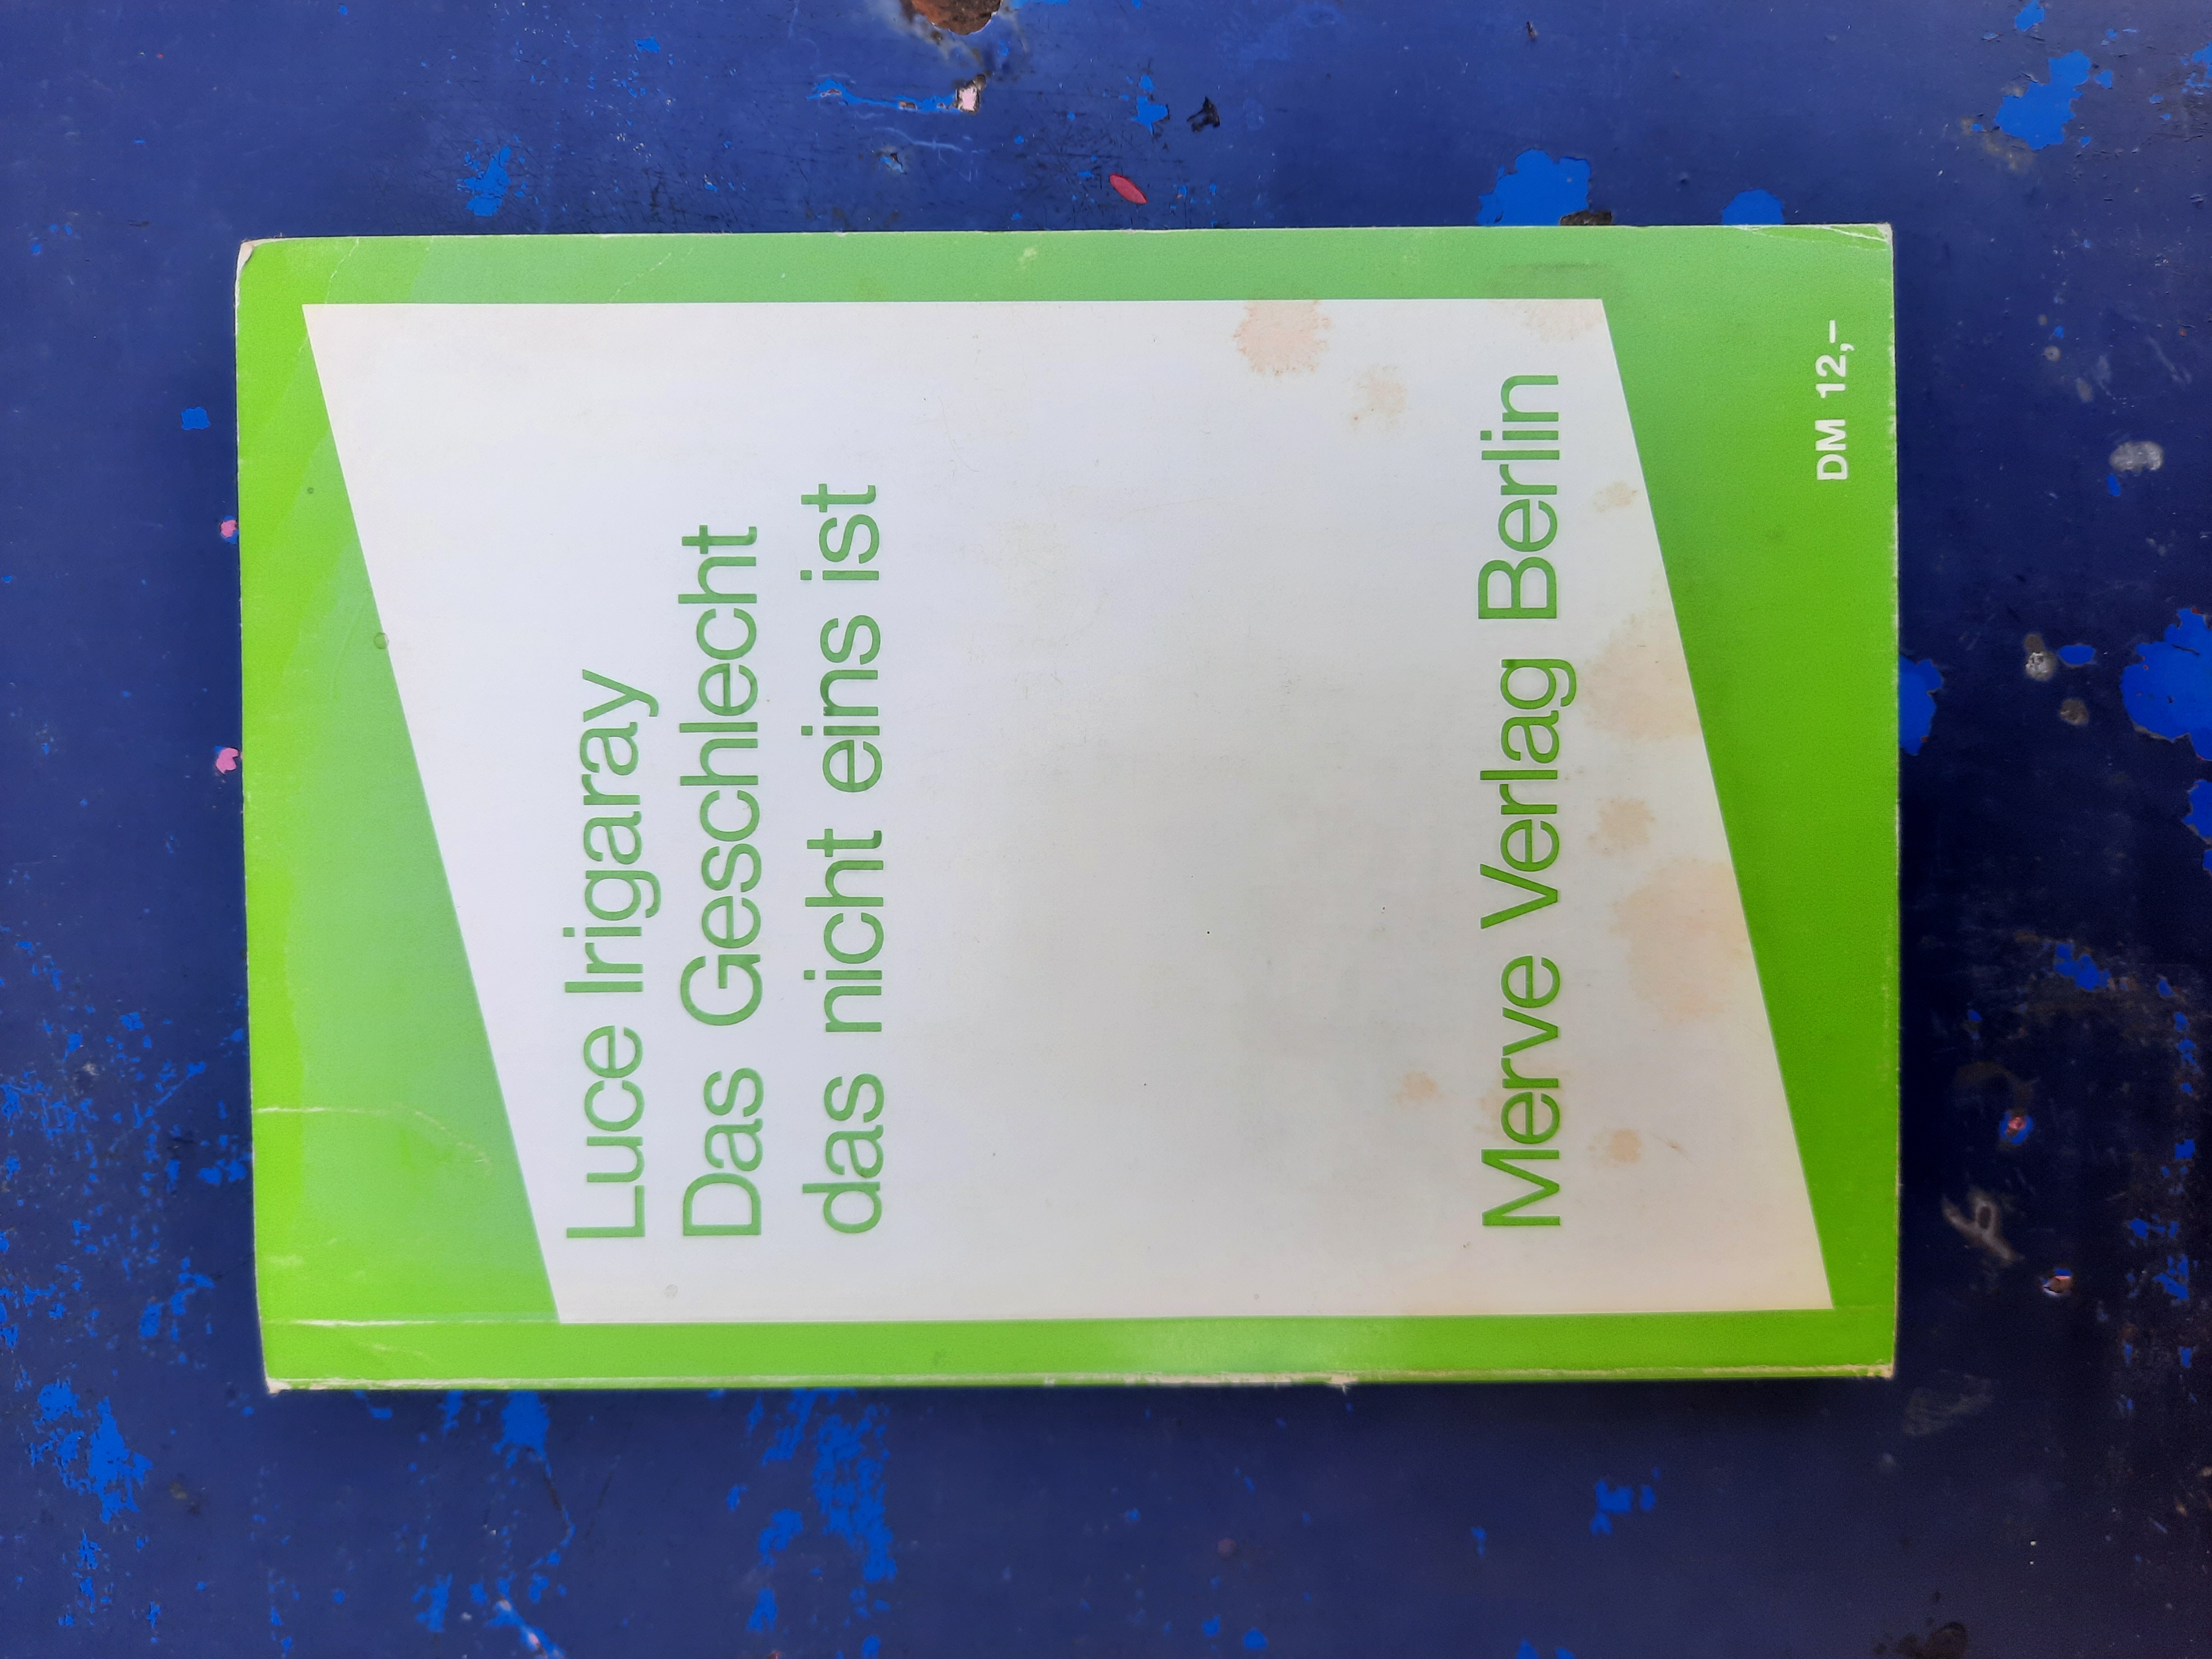 Luce Irigaray
Das Geschlecht
das nicht eins ist
Merve Verlag Berlin
DM 12,–